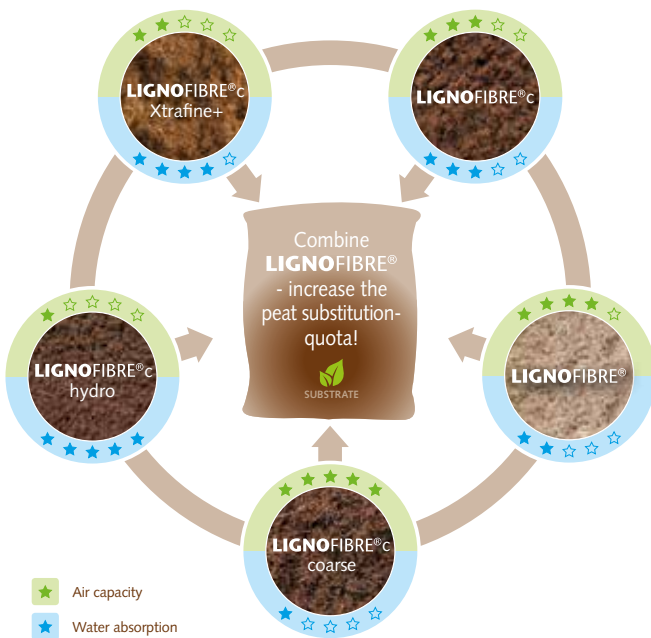 LIGNOFIBRE®c
Xtrafine+
LIGNOFIBRE®c
Combine
LIGNOFIBRE®
- increase the
peat substitution-
quota!
SUBSTRATE
LIGNOFIBRE®c
hydro
LIGNOFIBRE®
LIGNOFIBRE®c
coarse
Air capacity
Water absorption